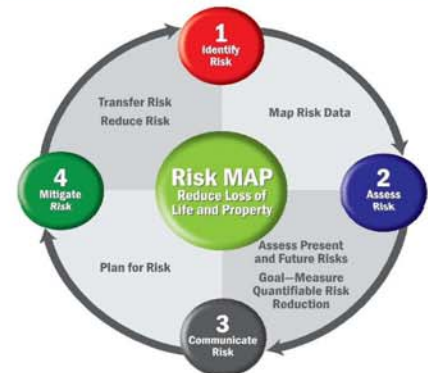 1
Identify
Risk
Transfer Risk
Reduce Risk
Map Risk Data
4
Mitigate
Risk
Risk MAP
Reduce Loss of
Life and Property
2
Assess
Risk
Plan for Risk
Assess Present
and Future Risks
Goal—Measure
Quantifiable Risk
Reduction
3
Communicate
Risk